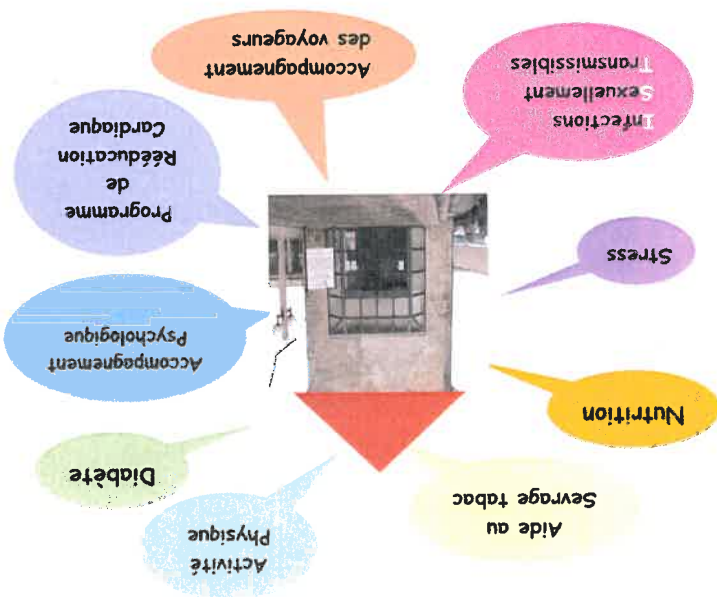 Activité
Physique
Aide au
Sevrage tabac
Diabète
Nutrition
Accompagnement
Psychologique
Stress
Programme
de
Rééducation
Cardiaque
Infections
Sexuellement
Transmissibles
Accompagnement
des voyageurs